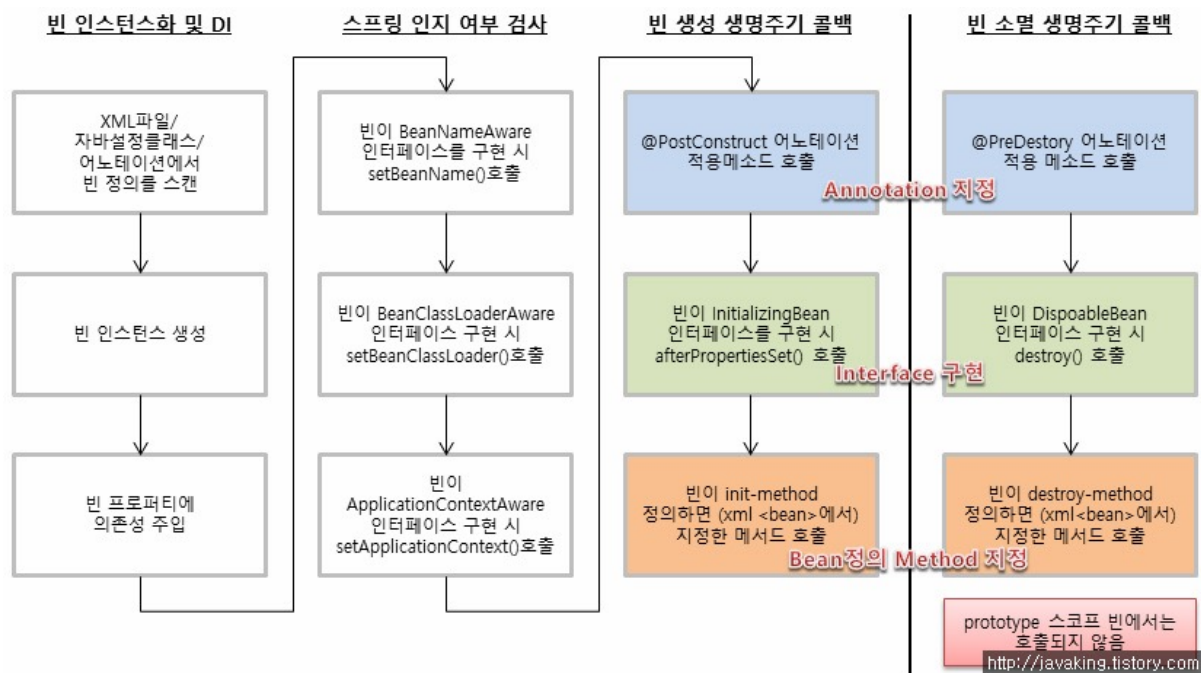 빈 인스턴스화 및 DI
XML파일/
자바설정클래스/
어노테이션에서
빈 정의를 스캔
빈 인스턴스 생성
빈 프로퍼티에
의존성 주입
스프링 인지 여부 검사
빈이 BeanNameAware
인터페이스를 구현 시
setBeanName()호출
빈이 BeanClassLoaderAware
인터페이스 구현 시
setBeanClassLoader()호출
빈이
ApplicationContextAware
인터페이스 구현 시
setApplicationContext()호출
빈 생성 생명주기 콜백
@PostConstruct 어노테이션
적용메소드 호출
Annotation 지정
빈이 InitializingBean
인터페이스를 구현 시
afterPropertiesSet() 호출
Interface 구현
빈이 init-method
정의하면 (xml <bean>에서)
지정한 메서드 호출
Bean정의 Method 지정
빈 소멸 생명주기 콜백
@PreDestory 어노테이션
적용 메소드 호출
빈이 DispoableBean
인터페이스 구현 시
destroy() 호출
빈이 destroy-method
정의하면 (xml<bean>에서)
지정한 메서드 호출
prototype 스코프 빈에서는
호출되지 않음
http://javaking.tistory.com